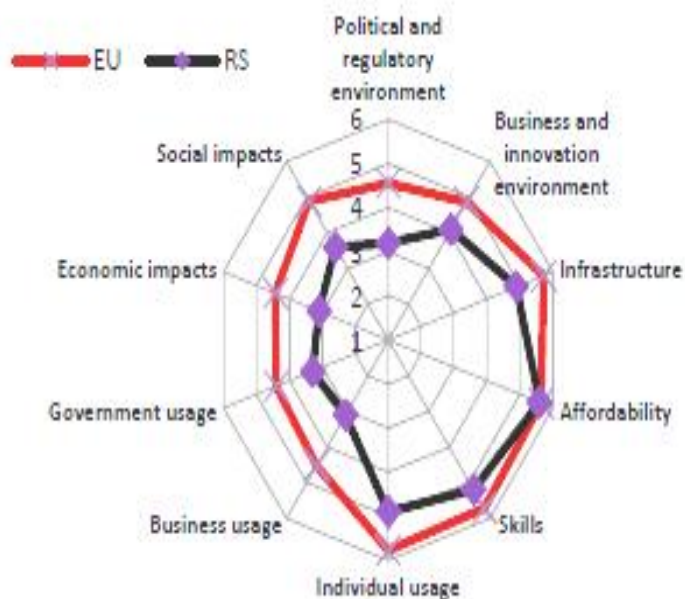 EU RS
Political and
regulatory
environment
Business and
innovation
environment
Infrastructure
Affordability
Skills
Individual usage
Business usage
Government usage
Economic impacts
Social impacts
6
5
4
3
2
1